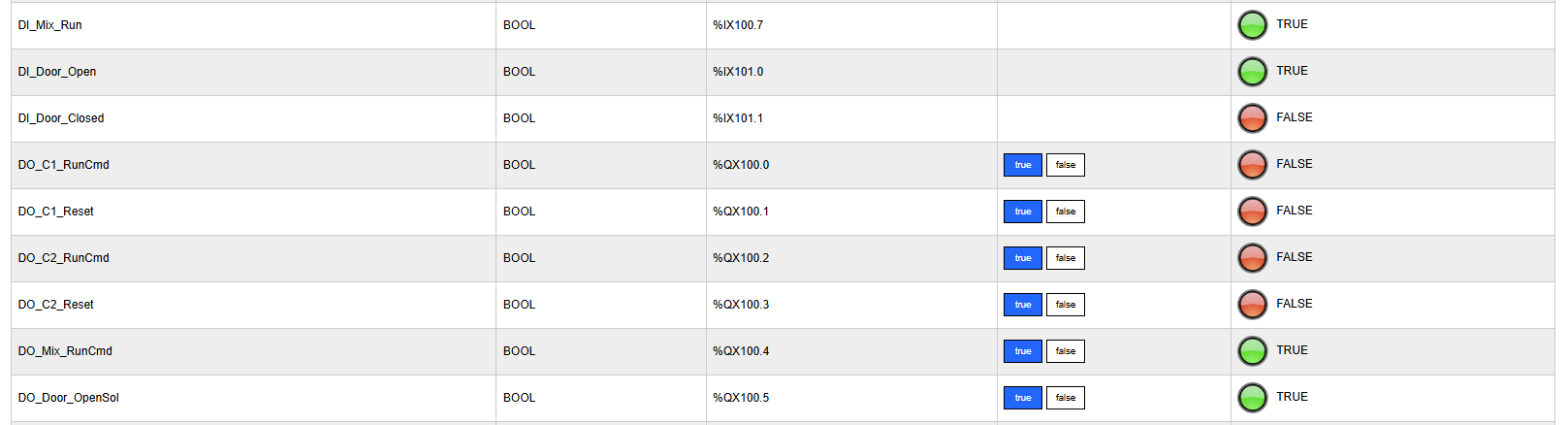 DI_Mix_Run BOOL %IX100.7 TRUE
DI_Door_Open BOOL %IX101.0 TRUE
DI_Door_Closed BOOL %IX101.1 FALSE
DO_C1_RunCmd BOOL %QX100.0 true false FALSE
DO_C1_Reset BOOL %QX100.1 true false FALSE
DO_C2_RunCmd BOOL %QX100.2 true false FALSE
DO_C2_Reset BOOL %QX100.3 true false FALSE
DO_Mix_RunCmd BOOL %QX100.4 true false TRUE
DO_Door_OpenSol BOOL %QX100.5 true false TRUE